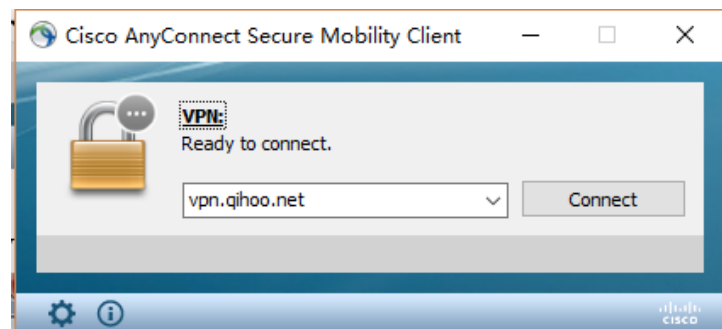 Cisco AnyConnect Secure Mobility Client
VPN:
Ready to connect.
vpn.qihoo.net
Connect
cisco